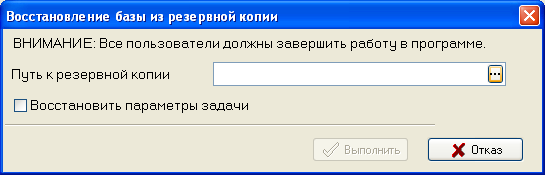 Восстановление базы из резервной копии
ВНИМАНИЕ: Все пользователи должны завершить работу в программе.
Путь к резервной копии
...
Восстановить параметры задачи
Выполнить
Отказ